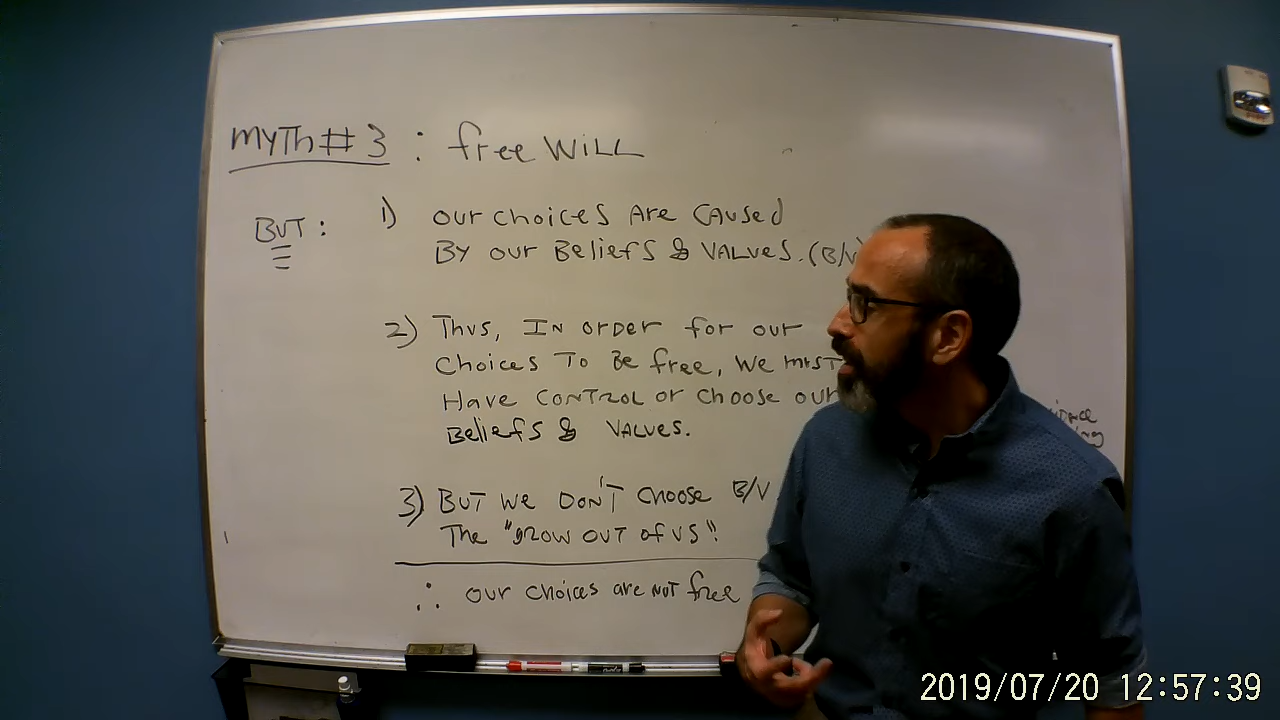 MYTH #3 : free WILL
BUT : 1) OUR CHOICES ARE CAUSED
BY OUR BELIEFS & VALUES. (B/V)
2) THUS, IN ORDER for OUR
CHOICES TO BE free, WE MUST
HAVE CONTROL OR CHOOSE OUR
BELIEFS & VALUES.
3) BUT WE DON'T CHOOSE B/V
THE "GROW OUT OF US".
∴ OUR CHOICES ARE NOT free
2019/07/20 12:57:39